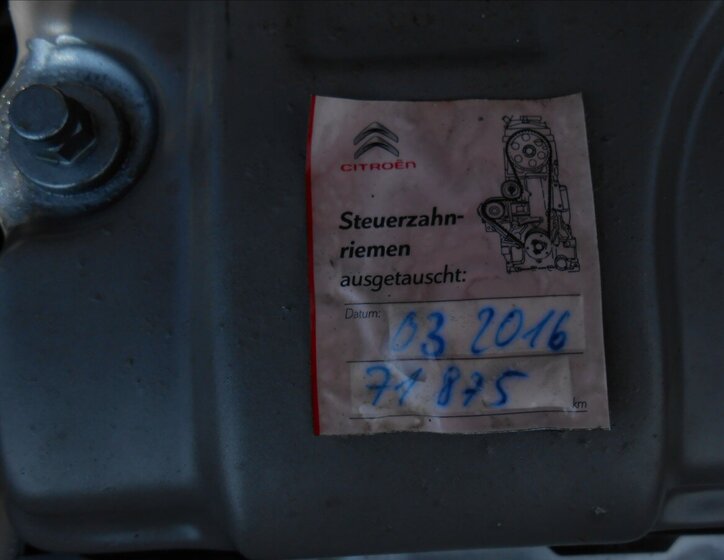 CITROËN
Steuerzahn-
riemen
ausgetauscht:
Datum: 03 2016
71 875 km